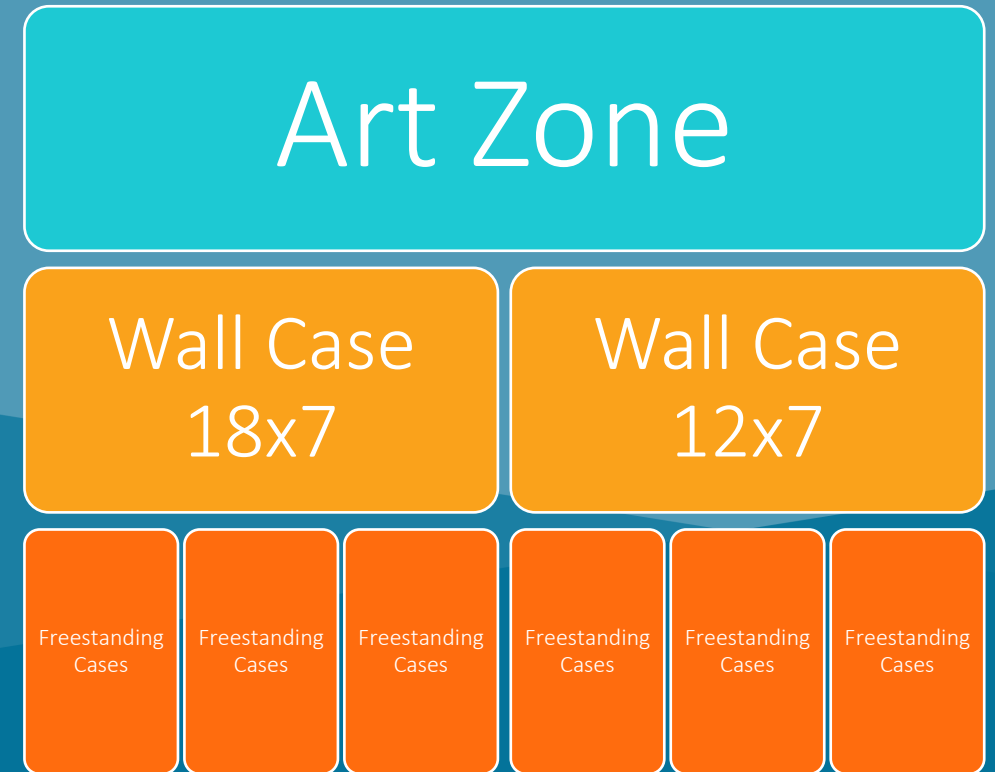 Art Zone
Wall Case
18x7
Wall Case
12x7
Freestanding
Cases
Freestanding
Cases
Freestanding
Cases
Freestanding
Cases
Freestanding
Cases
Freestanding
Cases